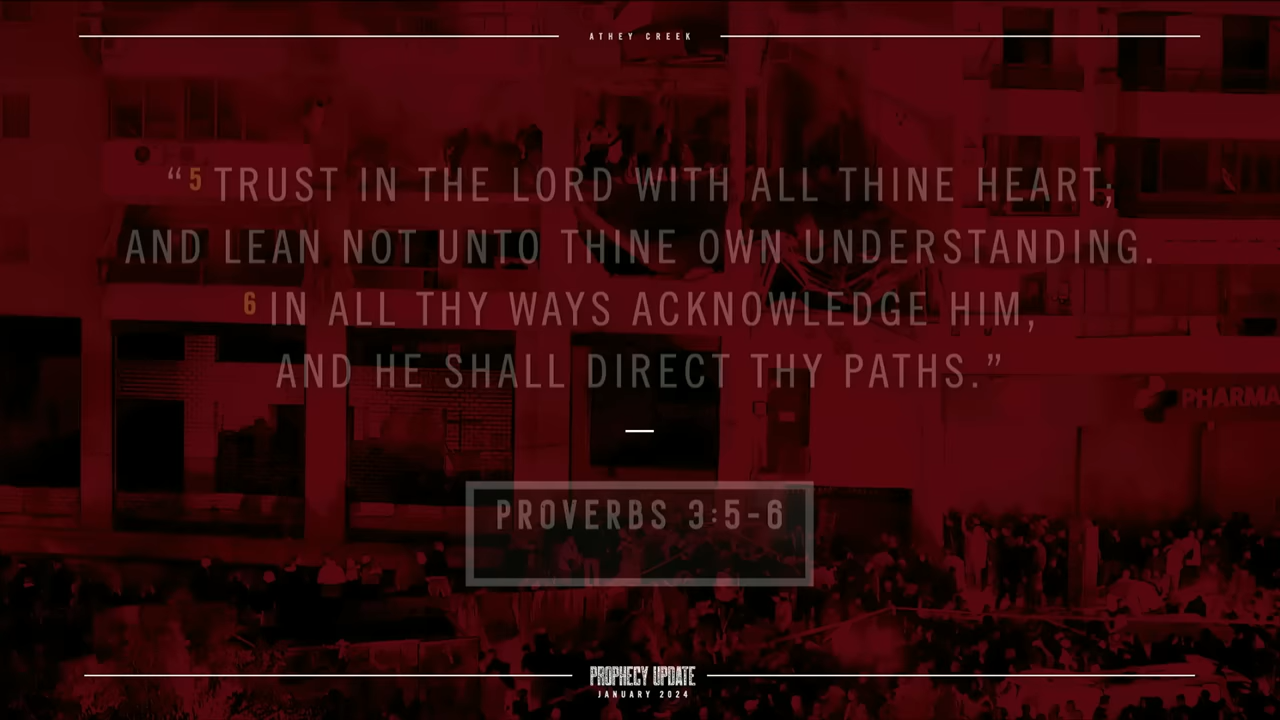 ATHEY CREEK
“5 TRUST IN THE LORD WITH ALL THINE HEART;
AND LEAN NOT UNTO THINE OWN UNDERSTANDING.
6 IN ALL THY WAYS ACKNOWLEDGE HIM,
AND HE SHALL DIRECT THY PATHS.”
PHARMA
PROVERBS 3:5-6
PROPHECY UPDATE
JANUARY 2024